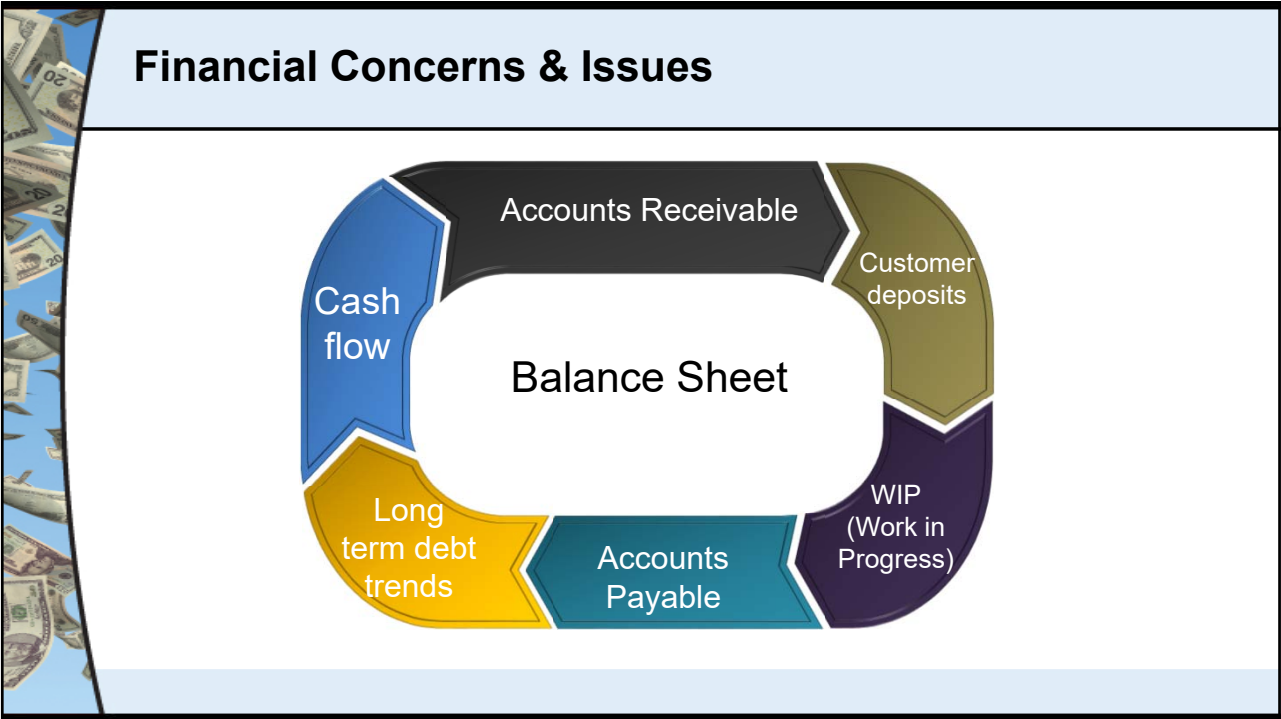 Financial Concerns & Issues
Accounts Receivable
Customer
deposits
Cash
flow
Balance Sheet
WIP
(Work in
Progress)
Long
term debt
trends
Accounts
Payable